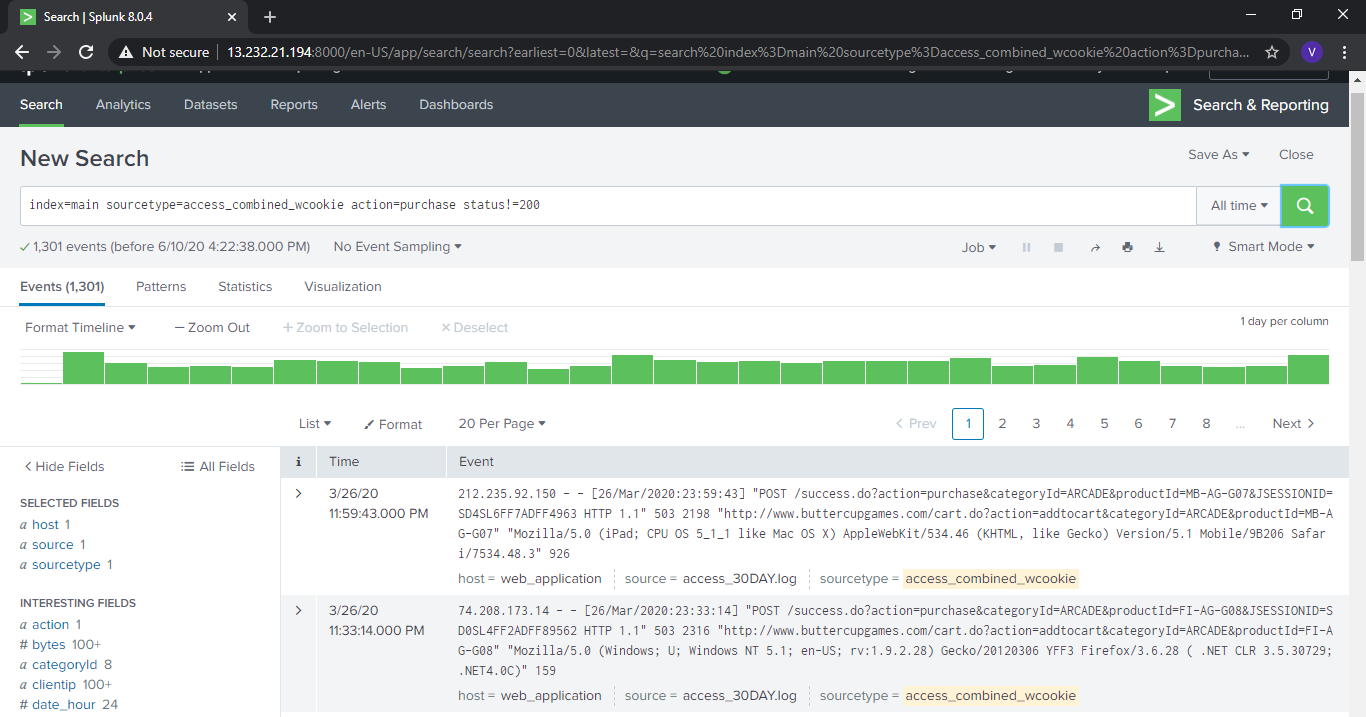 Search | Splunk 8.0.4
Not secure | 13.232.21.194:8000/en-US/app/search/search?earliest=0&latest=&q=search%20index%3Dmain%20sourcetype%3Daccess_combined_wcookie%20action%3Dpurcha...
V
Search Analytics Datasets Reports Alerts Dashboards Search & Reporting
New Search Save As Close
index=main sourcetype=access_combined_wcookie action=purchase status!=200 All time
1,301 events (before 6/10/20 4:22:38.000 PM) No Event Sampling Job Smart Mode
Events (1,301) Patterns Statistics Visualization
Format Timeline — Zoom Out + Zoom to Selection × Deselect 1 day per column
List Format 20 Per Page < Prev 1 2 3 4 5 6 7 8 ... Next >
< Hide Fields All Fields i Time Event
SELECTED FIELDS
a host 1
a source 1
a sourcetype 1
INTERESTING FIELDS
a action 1
# bytes 100+
a categoryId 8
a clientip 100+
# date_hour 24
> 3/26/20
11:59:43.000 PM
212.235.92.150 - - [26/Mar/2020:23:59:43] "POST /success.do?action=purchase&categoryId=ARCADE&productId=MB-AG-G07&JSESSIONID=
SD4SL6FF7ADFF4963 HTTP 1.1" 503 2198 "http://www.buttercupgames.com/cart.do?action=addtocart&categoryId=ARCADE&productId=MB-A
G-G07" "Mozilla/5.0 (iPad; CPU OS 5_1_1 like Mac OS X) AppleWebKit/534.46 (KHTML, like Gecko) Version/5.1 Mobile/9B206 Safar
i/7534.48.3" 926
host = web_application source = access_30DAY.log sourcetype = access_combined_wcookie
> 3/26/20
11:33:14.000 PM
74.208.173.14 - - [26/Mar/2020:23:33:14] "POST /success.do?action=purchase&categoryId=ARCADE&productId=FI-AG-G08&JSESSIONID=S
D0SL4FF2ADFF89562 HTTP 1.1" 503 2316 "http://www.buttercupgames.com/cart.do?action=addtocart&categoryId=ARCADE&productId=FI-A
G-G08" "Mozilla/5.0 (Windows; U; Windows NT 5.1; en-US; rv:1.9.2.28) Gecko/20120306 YFF3 Firefox/3.6.28 ( .NET CLR 3.5.30729;
.NET4.0C)" 159
host = web_application source = access_30DAY.log sourcetype = access_combined_wcookie